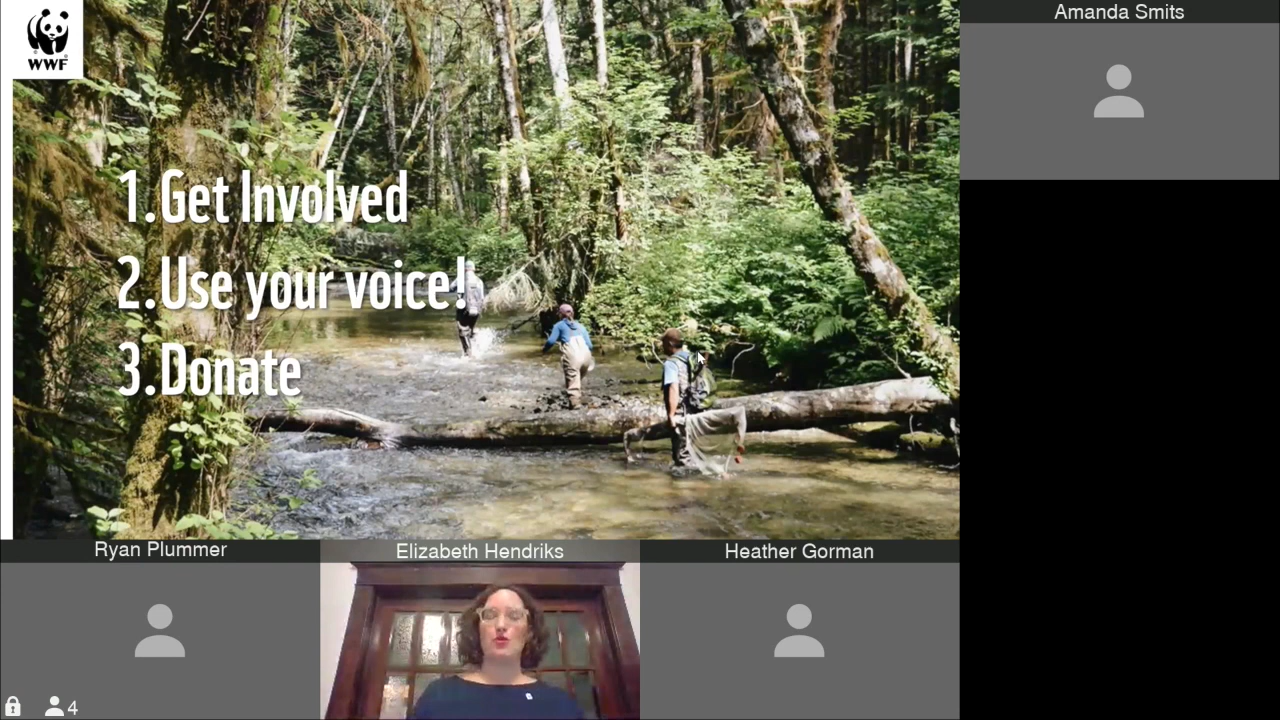 WWF
Amanda Smits
1.Get Involved
2.Use your voice!
3.Donate
Ryan Plummer
Elizabeth Hendriks
Heather Gorman
4